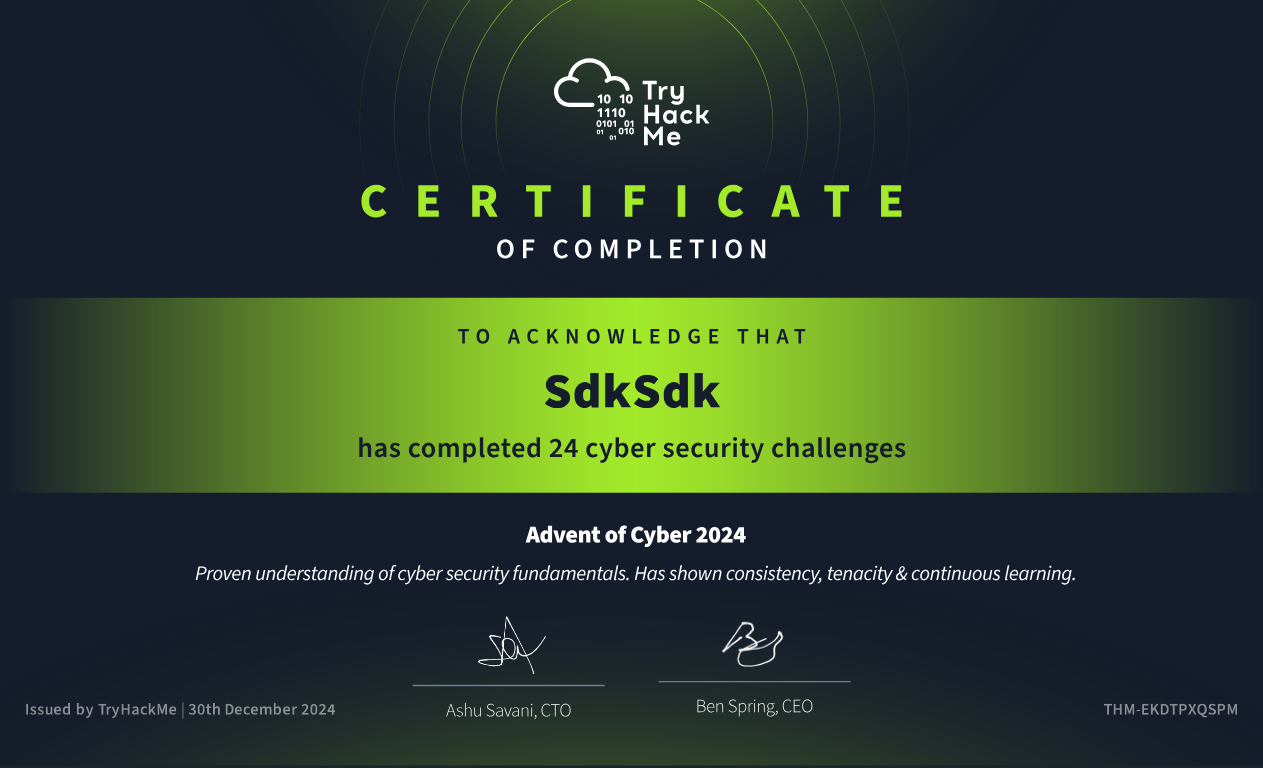 10 10
1110
0101 01
01 010
01
Try
Hack
Me
CERTIFICATE
OF COMPLETION
TO ACKNOWLEDGE THAT
SdkSdk
has completed 24 cyber security challenges
Advent of Cyber 2024
Proven understanding of cyber security fundamentals. Has shown consistency, tenacity & continuous learning.
Issued by TryHackMe | 30th December 2024
Ashu Savani, CTO
Ben Spring, CEO
THM-EKDTPXQSPM